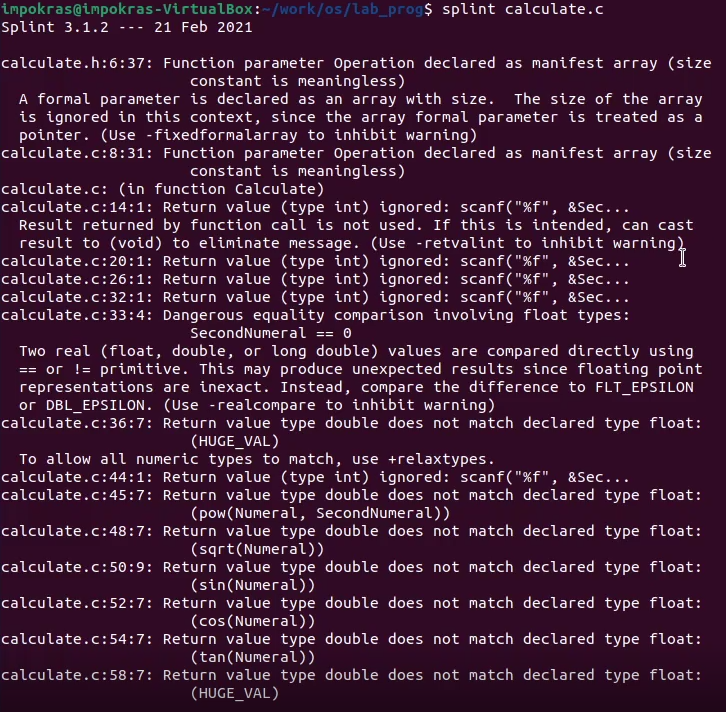 impokras@impokras-VirtualBox:~/work/os/lab_prog$ splint calculate.c
Splint 3.1.2 --- 21 Feb 2021

calculate.h:6:37: Function parameter Operation declared as manifest array (size
                     constant is meaningless)
  A formal parameter is declared as an array with size.  The size of the array
  is ignored in this context, since the array formal parameter is treated as a
  pointer. (Use -fixedformalarray to inhibit warning)
calculate.c:8:31: Function parameter Operation declared as manifest array (size
                     constant is meaningless)
calculate.c: (in function Calculate)
calculate.c:14:1: Return value (type int) ignored: scanf("%f", &Sec...
  Result returned by function call is not used. If this is intended, can cast
  result to (void) to eliminate message. (Use -retvalint to inhibit warning)
calculate.c:20:1: Return value (type int) ignored: scanf("%f", &Sec...
calculate.c:26:1: Return value (type int) ignored: scanf("%f", &Sec...
calculate.c:32:1: Return value (type int) ignored: scanf("%f", &Sec...
calculate.c:33:4: Dangerous equality comparison involving float types:
                     SecondNumeral == 0
  Two real (float, double, or long double) values are compared directly using
  == or != primitive. This may produce unexpected results since floating point
  representations are inexact. Instead, compare the difference to FLT_EPSILON
  or DBL_EPSILON. (Use -realcompare to inhibit warning)
calculate.c:36:7: Return value type double does not match declared type float:
                     (HUGE_VAL)
  To allow all numeric types to match, use +relaxtypes.
calculate.c:44:1: Return value (type int) ignored: scanf("%f", &Sec...
calculate.c:45:7: Return value type double does not match declared type float:
                     (pow(Numeral, SecondNumeral))
calculate.c:48:7: Return value type double does not match declared type float:
                     (sqrt(Numeral))
calculate.c:50:9: Return value type double does not match declared type float:
                     (sin(Numeral))
calculate.c:52:7: Return value type double does not match declared type float:
                     (cos(Numeral))
calculate.c:54:7: Return value type double does not match declared type float:
                     (tan(Numeral))
calculate.c:58:7: Return value type double does not match declared type float:
                     (HUGE_VAL)